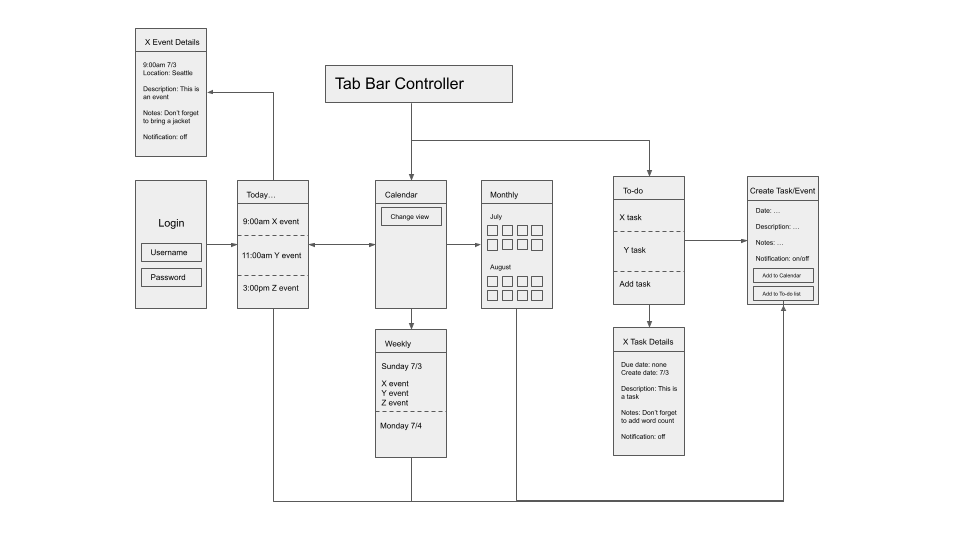 X Event Details
9:00am 7/3
Location: Seattle
Description: This is
an event
Notes: Don't forget
to bring a jacket
Notification: off
Tab Bar Controller
Login
Username
Password
Today…
9:00am X event
11:00am Y event
3:00pm Z event
Calendar
Change view
Monthly
July
August
Weekly
Sunday 7/3
X event
Y event
Z event
Monday 7/4
To-do
X task
Y task
Add task
X Task Details
Due date: none
Create date: 7/3
Description: This is
a task
Notes: Don't forget
to add word count
Notification: off
Create Task/Event
Date: …
Description: …
Notes: …
Notification: on/off
Add to Calendar
Add to To-do list